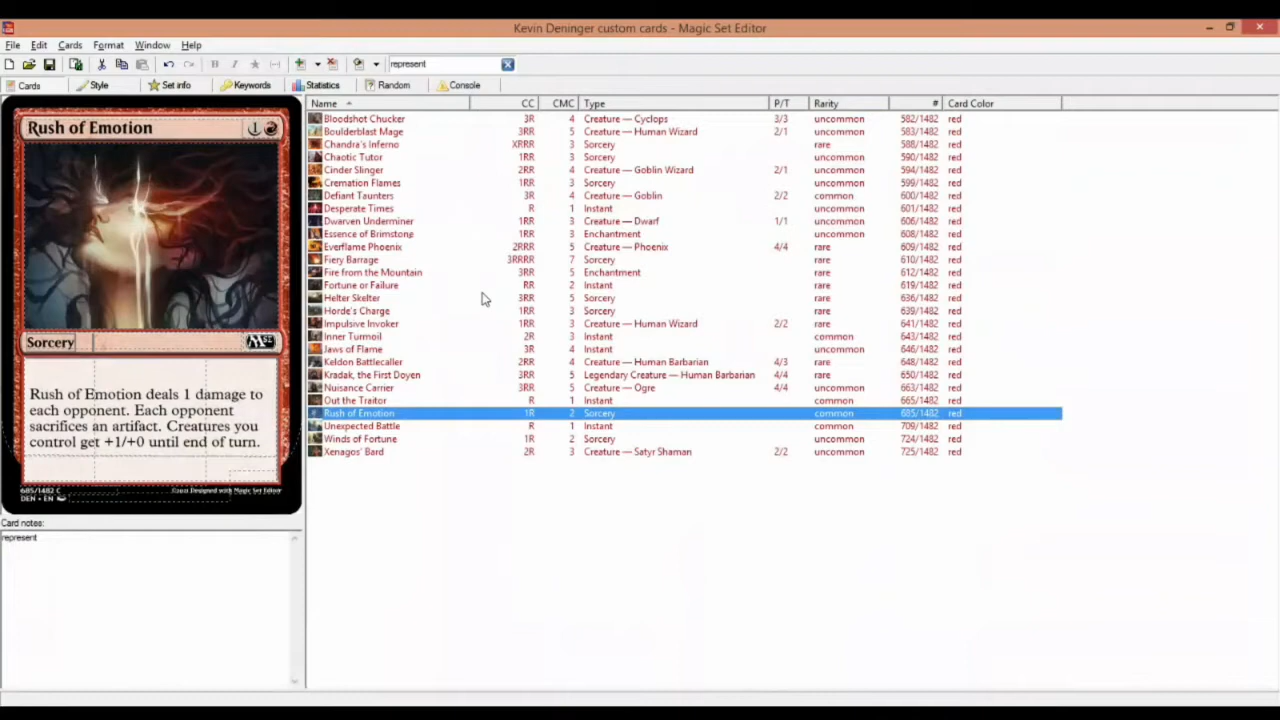 Kevin Deninger custom cards - Magic Set Editor
File Edit Cards Format Window Help
B I represent
Cards Style Set info Keywords Statistics Random Console
Name CC CMC Type P/T Rarity # Card Color
Bloodshot Chucker 3R 4 Creature — Cyclops 3/3 uncommon 582/1482 red
Boulderblast Mage 3RR 5 Creature — Human Wizard 2/1 uncommon 583/1482 red
Chandra's Inferno XRRR 3 Sorcery rare 588/1482 red
Chaotic Tutor 1RR 3 Sorcery uncommon 590/1482 red
Cinder Slinger 2RR 4 Creature — Goblin Wizard 2/1 uncommon 594/1482 red
Cremation Flames 1RR 3 Sorcery uncommon 599/1482 red
Defiant Taunters 3R 4 Creature — Goblin 2/2 common 600/1482 red
Desperate Times R 1 Instant uncommon 601/1482 red
Dwarven Underminer 1RR 3 Creature — Dwarf 1/1 uncommon 603/1482 red
Essence of Brimstone 1RR 3 Enchantment uncommon 608/1482 red
Everflame Phoenix 2RRR 5 Creature — Phoenix 4/4 rare 609/1482 red
Fiery Barrage 3RRRR 7 Sorcery rare 610/1482 red
Fire from the Mountain 3RR 5 Enchantment rare 612/1482 red
Fortune or Failure RR 2 Instant rare 619/1482 red
Helter Skelter 3RR 5 Sorcery rare 636/1482 red
Horde's Charge 1RR 3 Sorcery rare 639/1482 red
Impulsive Invoker 1RR 3 Creature — Human Wizard 2/2 rare 641/1482 red
Inner Turmoil 2R 3 Instant common 643/1482 red
Jaws of Flame 3R 4 Instant uncommon 646/1482 red
Keldon Battlecaller 2RR 4 Creature — Human Barbarian 4/3 rare 648/1482 red
Kradak, the First Doyen 3RR 5 Legendary Creature — Human Barbarian 4/4 rare 650/1482 red
Nuisance Carrier 3RR 5 Creature — Ogre 4/4 uncommon 663/1482 red
Out the Traitor R 1 Instant common 665/1482 red
Rush of Emotion 1R 2 Sorcery common 685/1482 red
Unexpected Battle R 1 Instant common 709/1482 red
Winds of Fortune 1R 2 Sorcery uncommon 724/1482 red
Xenagos' Bard 2R 3 Creature — Satyr Shaman 2/2 uncommon 725/1482 red
Rush of Emotion 1
Sorcery
Rush of Emotion deals 1 damage to
each opponent. Each opponent
sacrifices an artifact. Creatures you
control get +1/+0 until end of turn.
685/1482 C
DEN • EN Designed with Magic Set Editor
Card notes:
represent